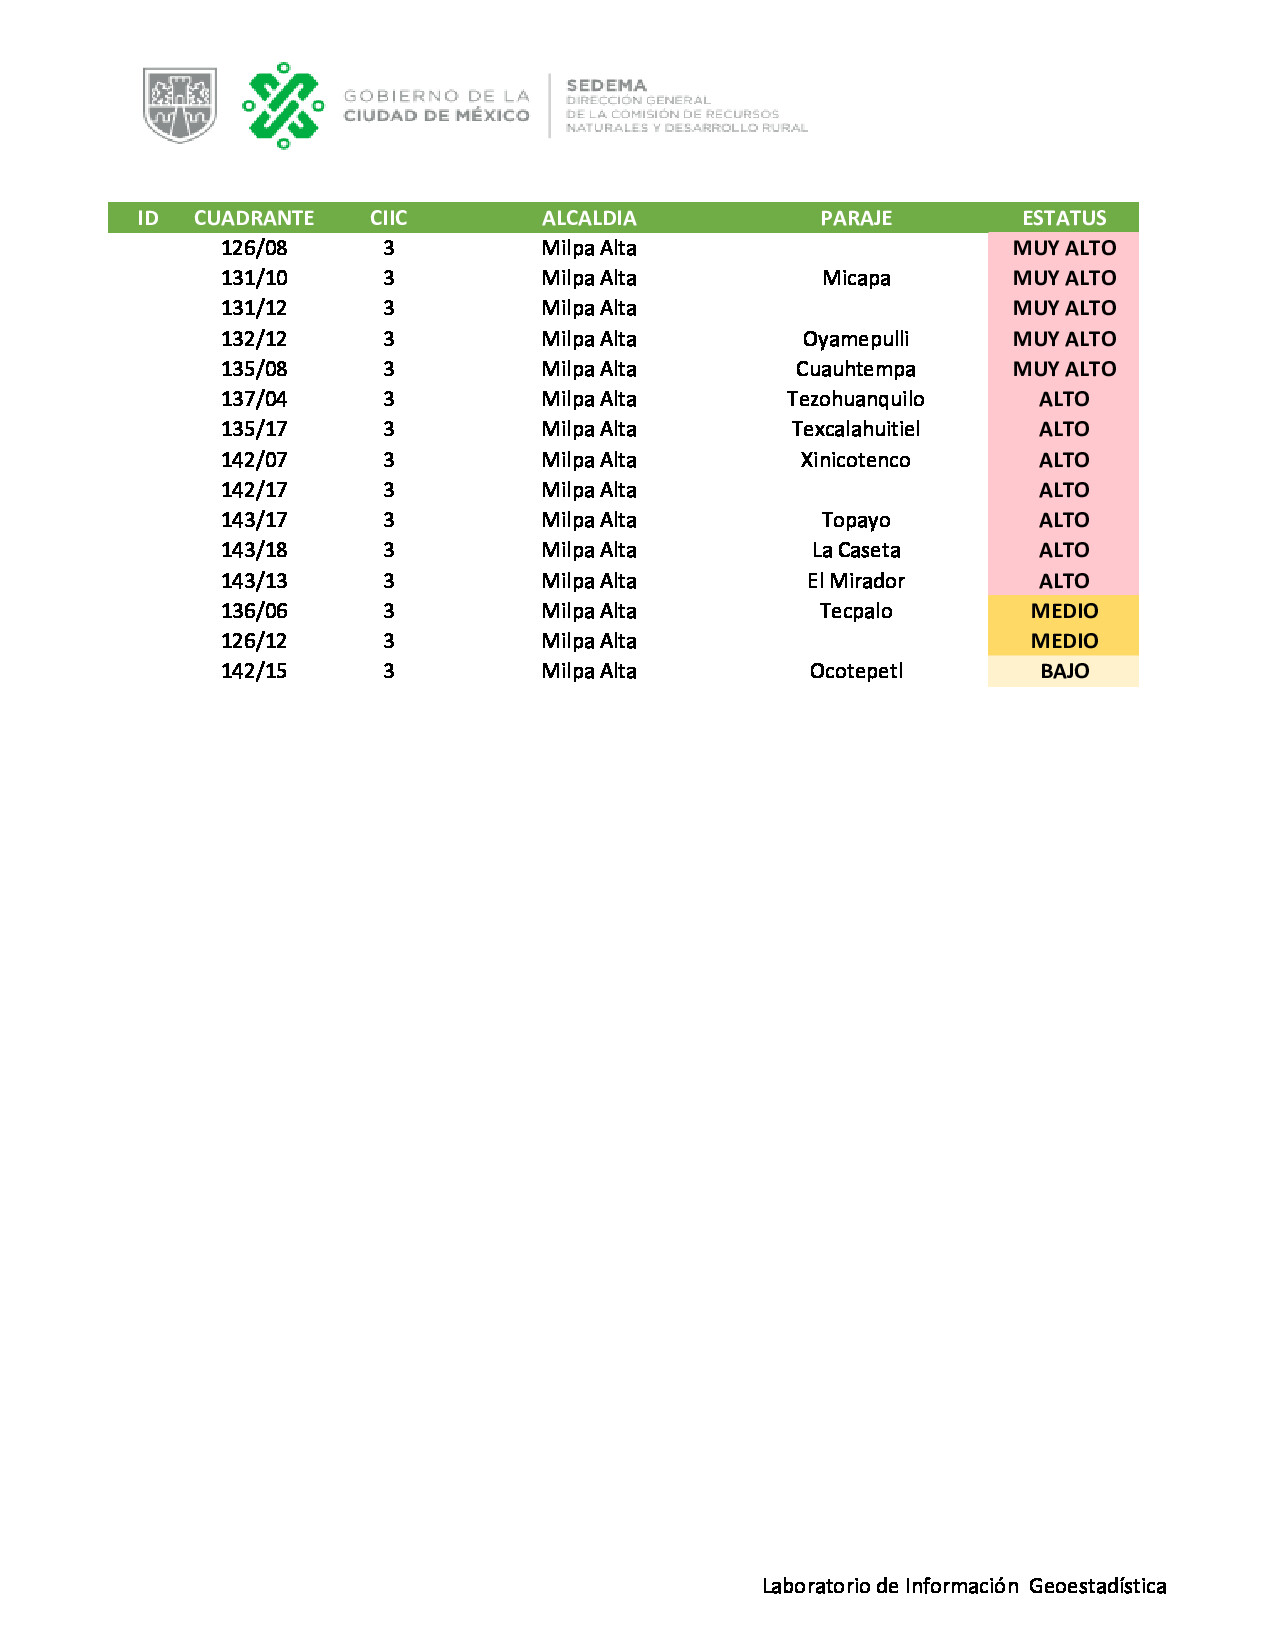 GOBIERNO DE LA
CIUDAD DE MÉXICO
SEDEMA
DIRECCIÓN GENERAL
DE LA COMISIÓN DE RECURSOS
NATURALES Y DESARROLLO RURAL
ID CUADRANTE CIIC ALCALDIA PARAJE ESTATUS
126/08 3 Milpa Alta MUY ALTO
131/10 3 Milpa Alta Micapa MUY ALTO
131/12 3 Milpa Alta MUY ALTO
132/12 3 Milpa Alta Oyamepulli MUY ALTO
135/08 3 Milpa Alta Cuauhtempa MUY ALTO
137/04 3 Milpa Alta Tezohuanquilo ALTO
135/17 3 Milpa Alta Texcalahuitiel ALTO
142/07 3 Milpa Alta Xinicotenco ALTO
142/17 3 Milpa Alta ALTO
143/17 3 Milpa Alta Topayo ALTO
143/18 3 Milpa Alta La Caseta ALTO
143/13 3 Milpa Alta El Mirador ALTO
136/06 3 Milpa Alta Tecpalo MEDIO
126/12 3 Milpa Alta MEDIO
142/15 3 Milpa Alta Ocotepetl BAJO
Laboratorio de Información Geoestadística